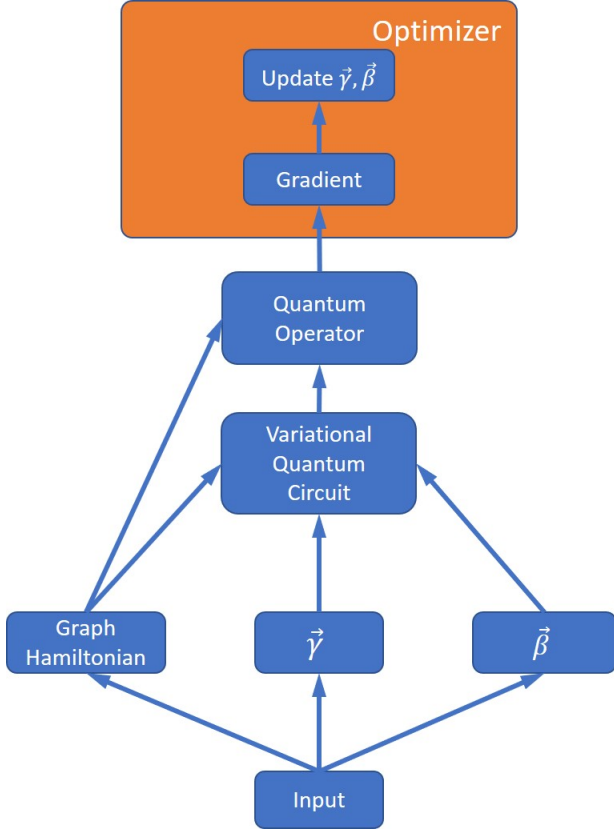 Optimizer
Update γ⃗, β⃗
Gradient
Quantum
Operator
Variational
Quantum
Circuit
Graph
Hamiltonian
γ⃗
β⃗
Input